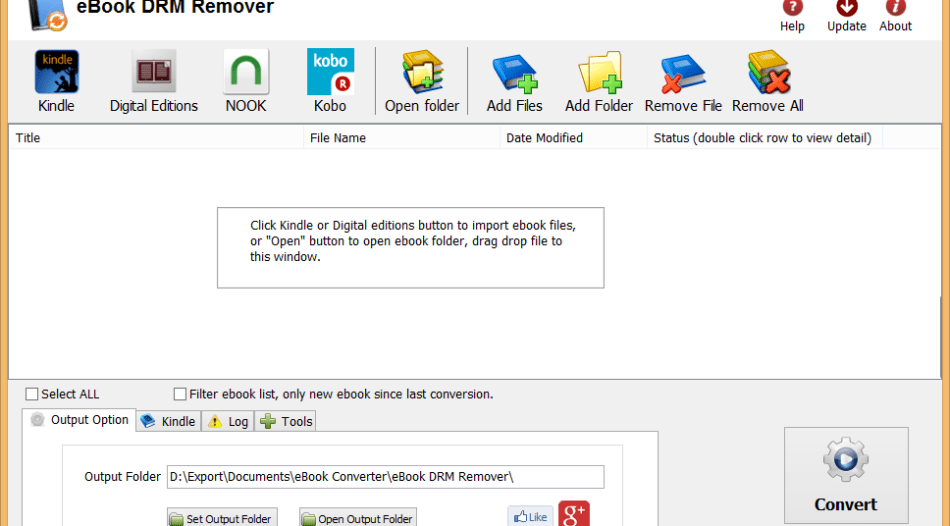 eBook DRM Remover
Help Update About
kindle
kobo
R
Kindle Digital Editions NOOK Kobo Open folder Add Files Add Folder Remove File Remove All
Title File Name Date Modified Status (double click row to view detail)
Click Kindle or Digital editions button to import ebook files,
or "Open" button to open ebook folder, drag drop file to
this window.
Select ALL Filter ebook list, only new ebook since last conversion.
Output Option Kindle Log Tools
Output Folder D:\Export\Documents\eBook Converter\eBook DRM Remover\
Set Output Folder Open Output Folder Like g+
Convert